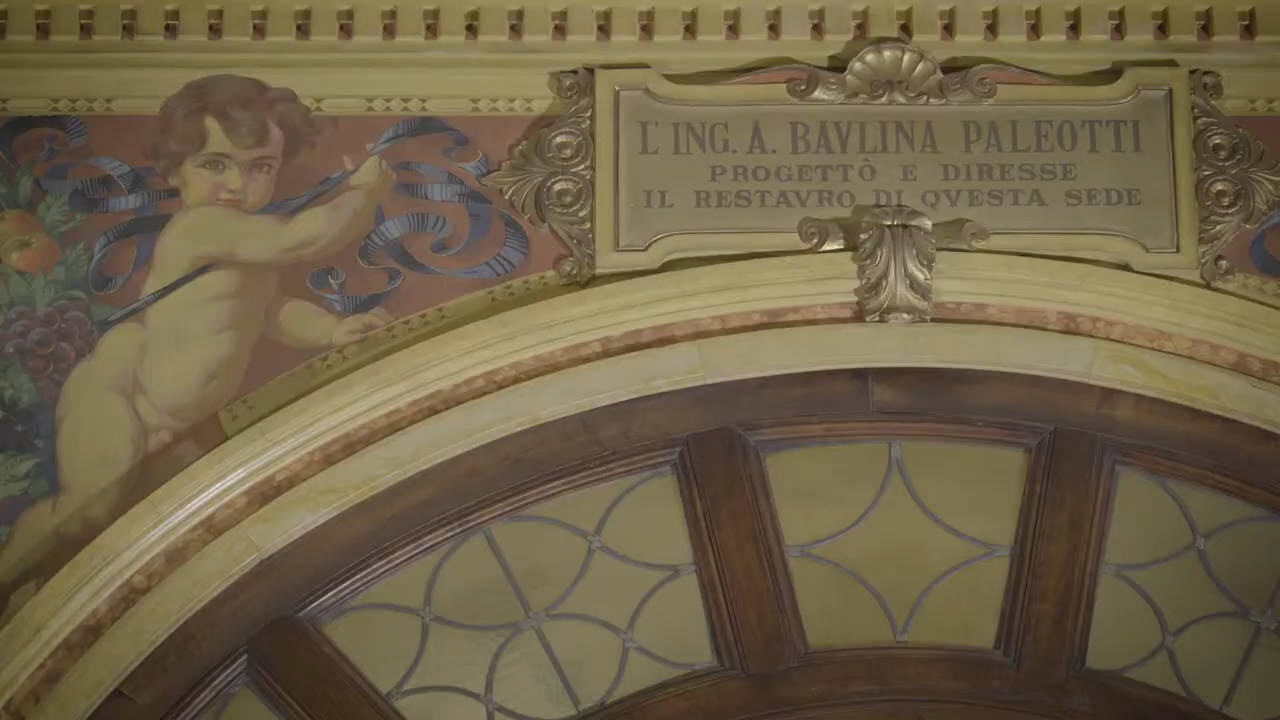 L'ING. A. BAVLINA PALEOTTI
PROGETTÒ E DIRESSE
IL RESTAVRO DI QVESTA SEDE